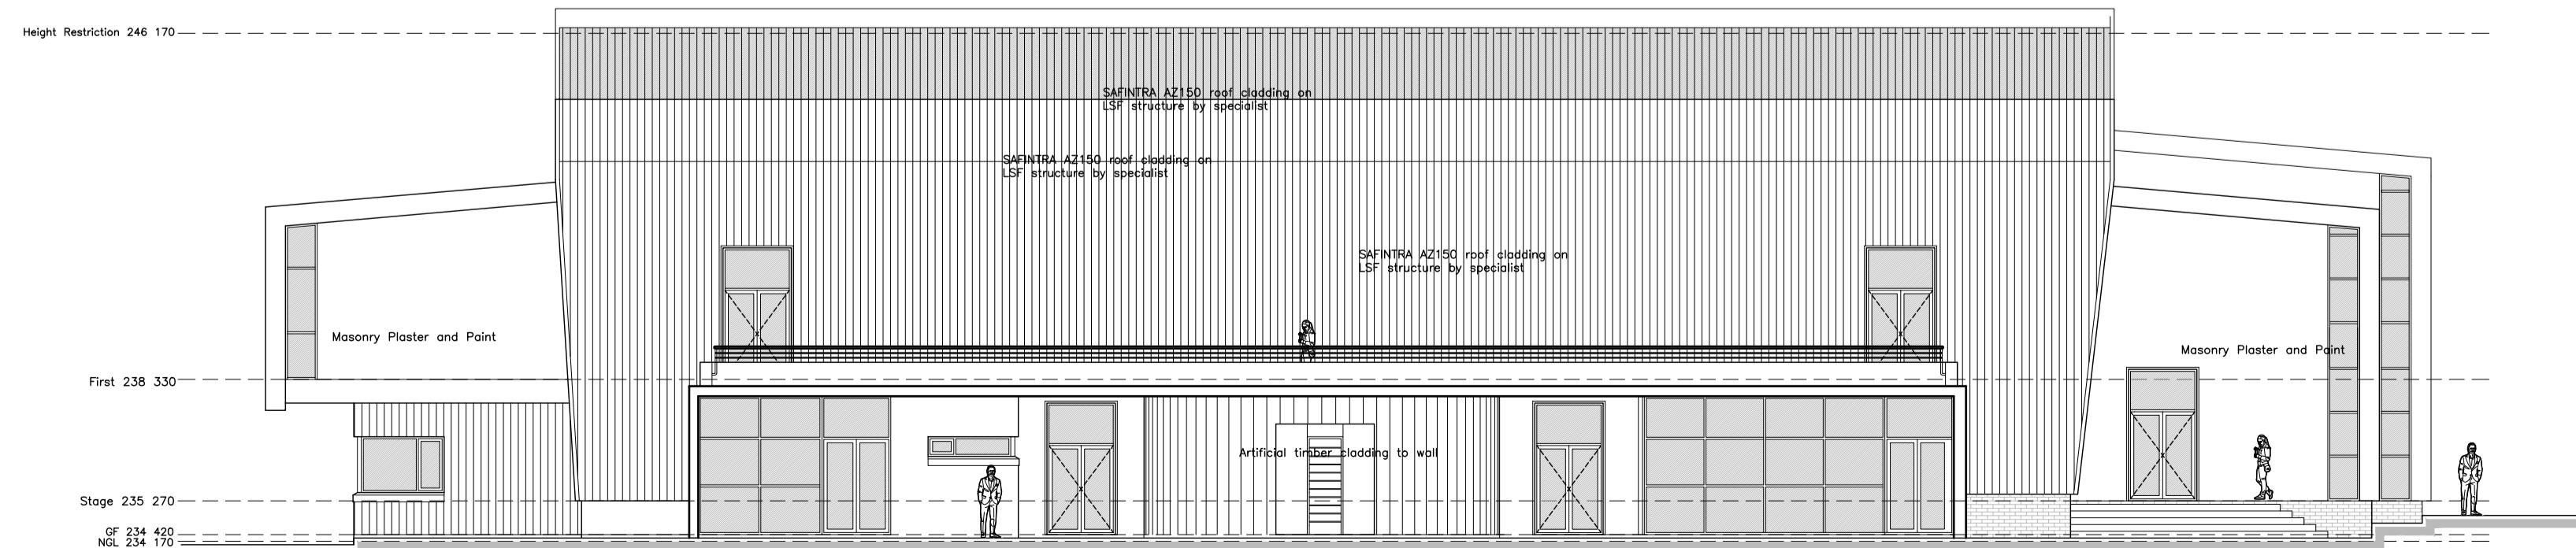 Height Restriction 246 170
SAFINTRA AZ150 roof cladding on
LSF structure by specialist
SAFINTRA AZ150 roof cladding on
LSF structure by specialist
SAFINTRA AZ150 roof cladding on
LSF structure by specialist
Masonry Plaster and Paint
Masonry Plaster and Paint
First 238 330
Artificial timber cladding to wall
Stage 235 270
GF 234 420
NGL 234 170